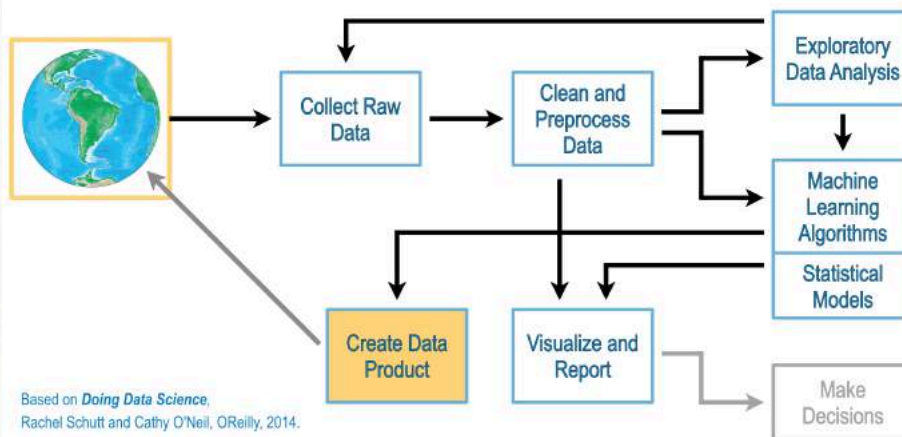 Exploratory
Data Analysis
Collect Raw
Data
Clean and
Preprocess
Data
Machine
Learning
Algorithms
Statistical
Models
Create Data
Product
Visualize and
Report
Make
Decisions
Based on Doing Data Science,
Rachel Schutt and Cathy O'Neil, OReilly, 2014.